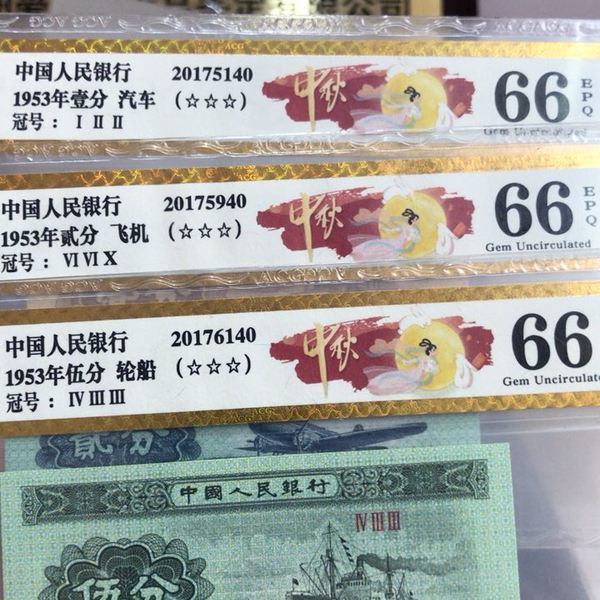 中国人民银行 20175140
1953年壹分 汽车 (☆☆☆)
冠号： I II II
中秋
66
EPQ
Gem Uncirculated
中国人民银行 20175940
1953年贰分 飞机 (☆☆☆)
冠号： VI VI X
中秋
66
EPQ
Gem Uncirculated
中国人民银行 20176140
1953年伍分 轮船 (☆☆☆)
冠号： IV III III
中秋
66
Gem Uncirculated
貳分
中國人民銀行
IV III III
伍分